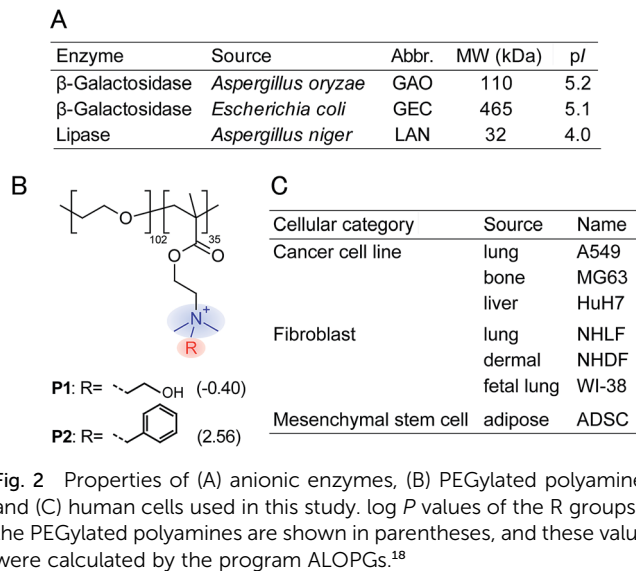 A
Enzyme Source Abbr. MW (kDa) pI
β-Galactosidase Aspergillus oryzae GAO 110 5.2
β-Galactosidase Escherichia coli GEC 465 5.1
Lipase Aspergillus niger LAN 32 4.0
B
O
102
35
O
O
N
+
R
P1: R=
OH
(-0.40)
P2: R=
(2.56)
C
Cellular category Source Name
Cancer cell line lung A549
bone MG63
liver HuH7
Fibroblast lung NHLF
dermal NHDF
fetal lung WI-38
Mesenchymal stem cell adipose ADSC
Fig. 2 Properties of (A) anionic enzymes, (B) PEGylated polyamine
and (C) human cells used in this study. log P values of the R groups
the PEGylated polyamines are shown in parentheses, and these valu
were calculated by the program ALOPGs.18